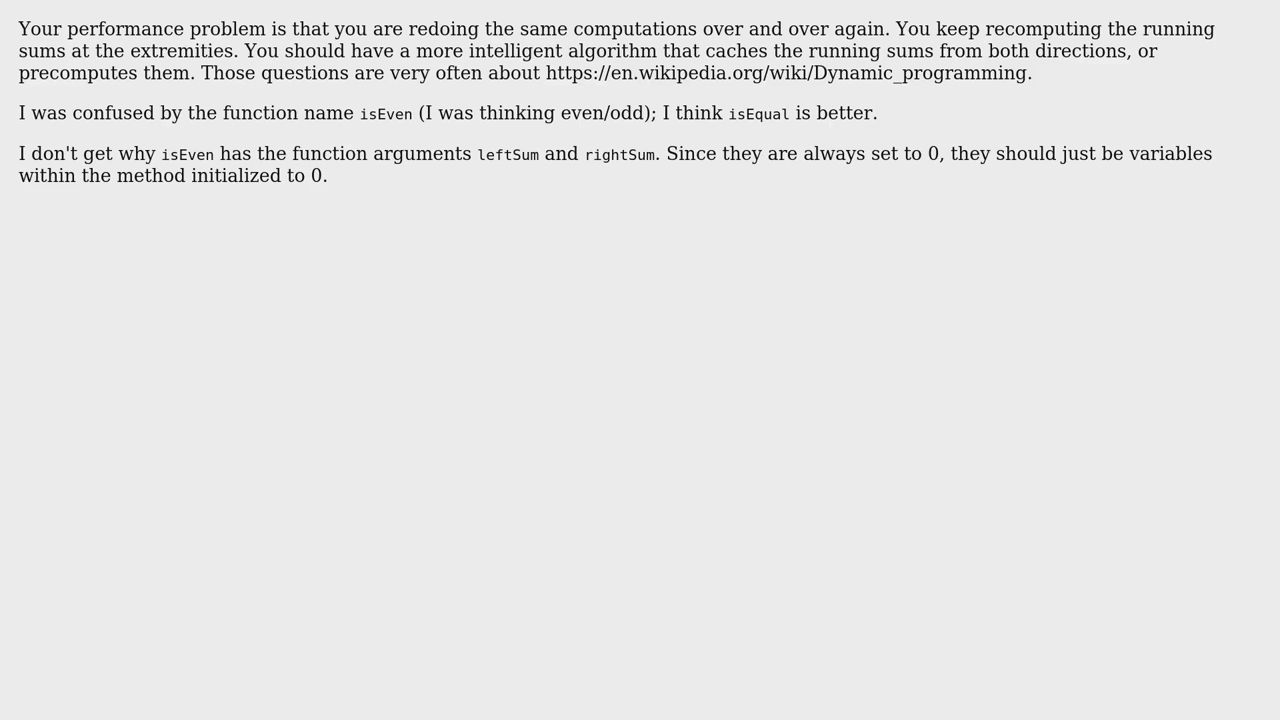 Your performance problem is that you are redoing the same computations over and over again. You keep recomputing the running
sums at the extremities. You should have a more intelligent algorithm that caches the running sums from both directions, or
precomputes them. Those questions are very often about https://en.wikipedia.org/wiki/Dynamic_programming.
I was confused by the function name isEven (I was thinking even/odd); I think isEqual is better.
I don't get why isEven has the function arguments leftSum and rightSum. Since they are always set to 0, they should just be variables
within the method initialized to 0.